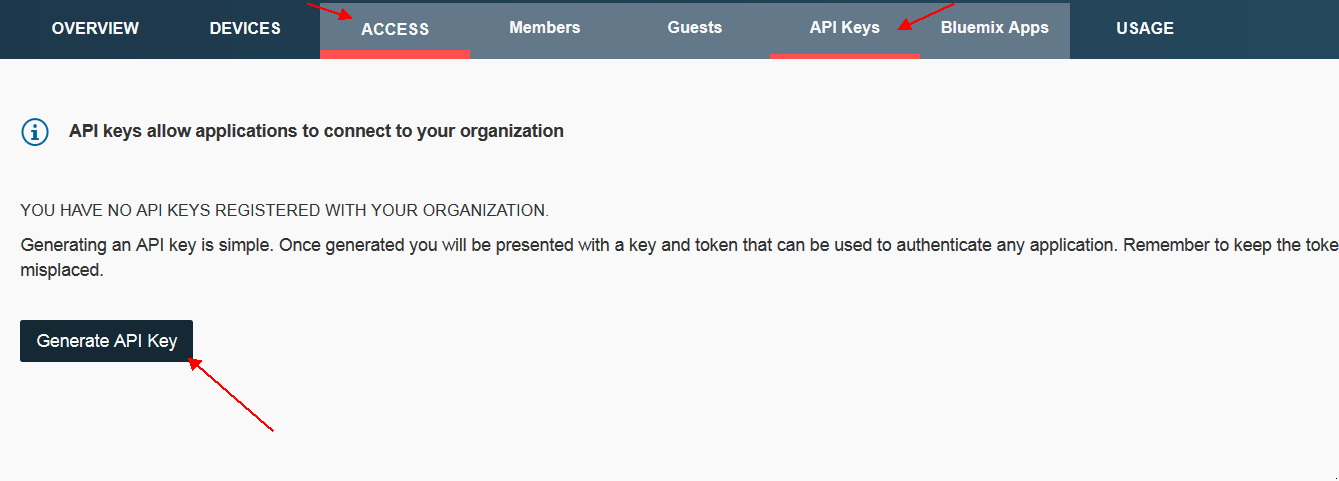 OVERVIEW DEVICES ACCESS Members Guests API Keys Bluemix Apps USAGE
API keys allow applications to connect to your organization
YOU HAVE NO API KEYS REGISTERED WITH YOUR ORGANIZATION.
Generating an API key is simple. Once generated you will be presented with a key and token that can be used to authenticate any application. Remember to keep the toke
misplaced.
Generate API Key